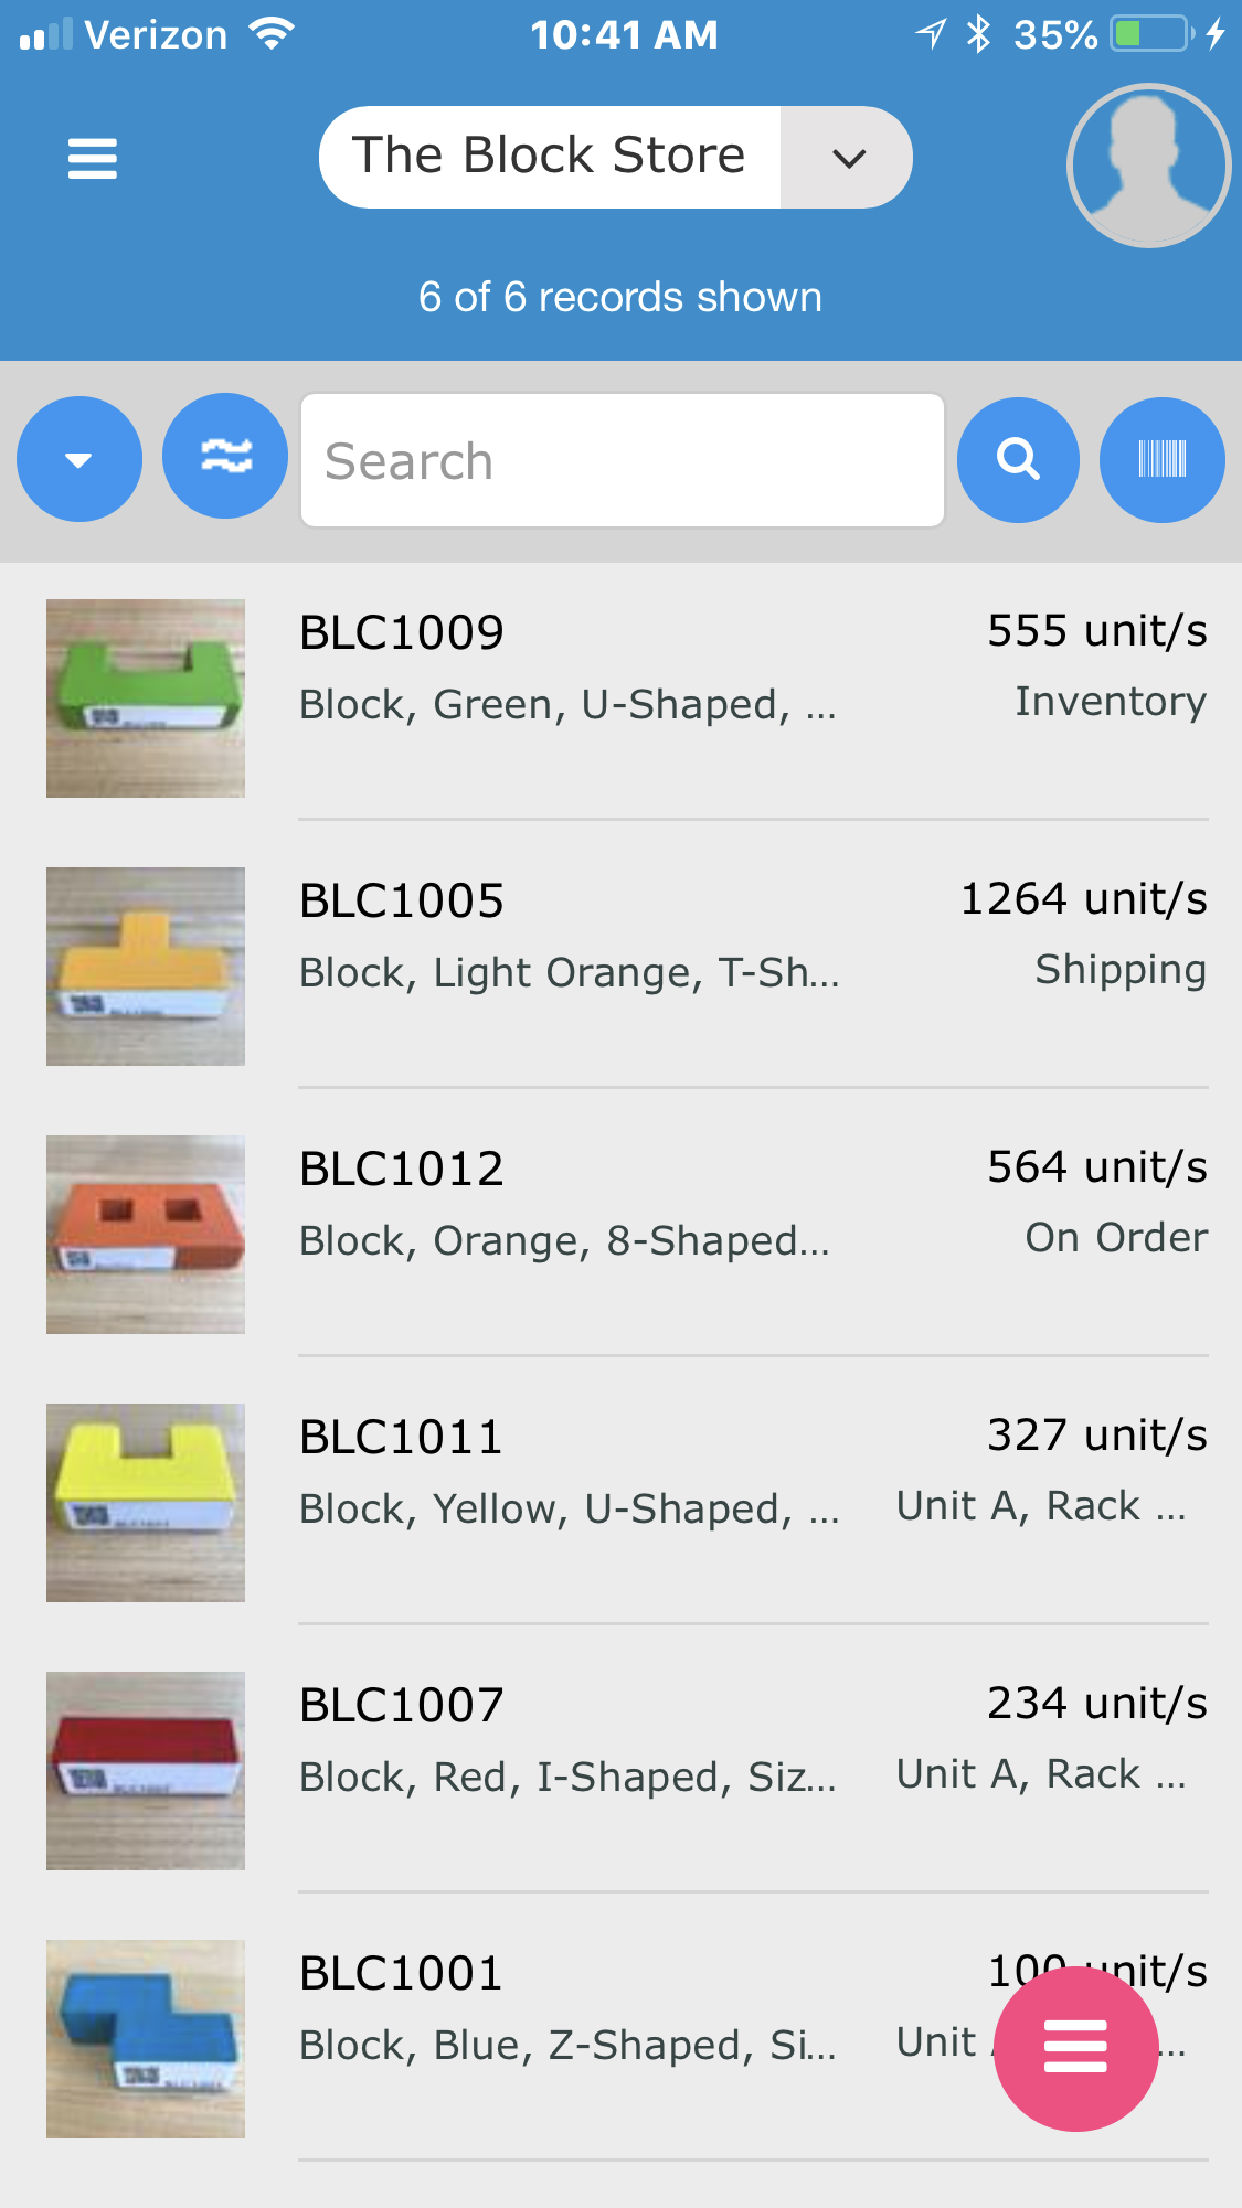 Verizon 10:41 AM 35%
The Block Store
6 of 6 records shown
Search
BLC1009 555 unit/s
Block, Green, U-Shaped, ... Inventory
BLC1005 1264 unit/s
Block, Light Orange, T-Sh... Shipping
BLC1012 564 unit/s
Block, Orange, 8-Shaped... On Order
BLC1011 327 unit/s
Block, Yellow, U-Shaped, ... Unit A, Rack ...
BLC1007 234 unit/s
Block, Red, I-Shaped, Siz... Unit A, Rack ...
BLC1001 100 unit/s
Block, Blue, Z-Shaped, Si... Unit ...